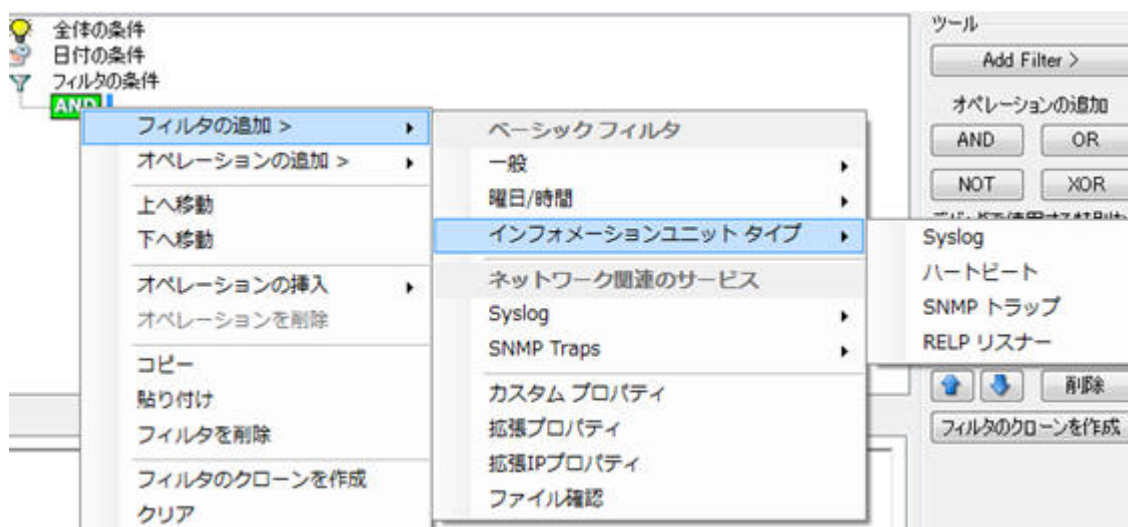 全体の条件
日付の条件
フィルタの条件
AND
フィルタの追加 >
オペレーションの追加 >
上へ移動
下へ移動
オペレーションの挿入
オペレーションを削除
コピー
貼り付け
フィルタを削除
フィルタのクローンを作成
クリア
ベーシック フィルタ
一般
曜日/時間
インフォメーションユニット タイプ
ネットワーク関連のサービス
Syslog
SNMP Traps
カスタム プロパティ
拡張プロパティ
拡張IPプロパティ
ファイル確認
Syslog
ハートビート
SNMP トラップ
RELP リスナー
ツール
Add Filter >
オペレーションの追加
AND OR
NOT XOR
削除
フィルタのクローンを作成